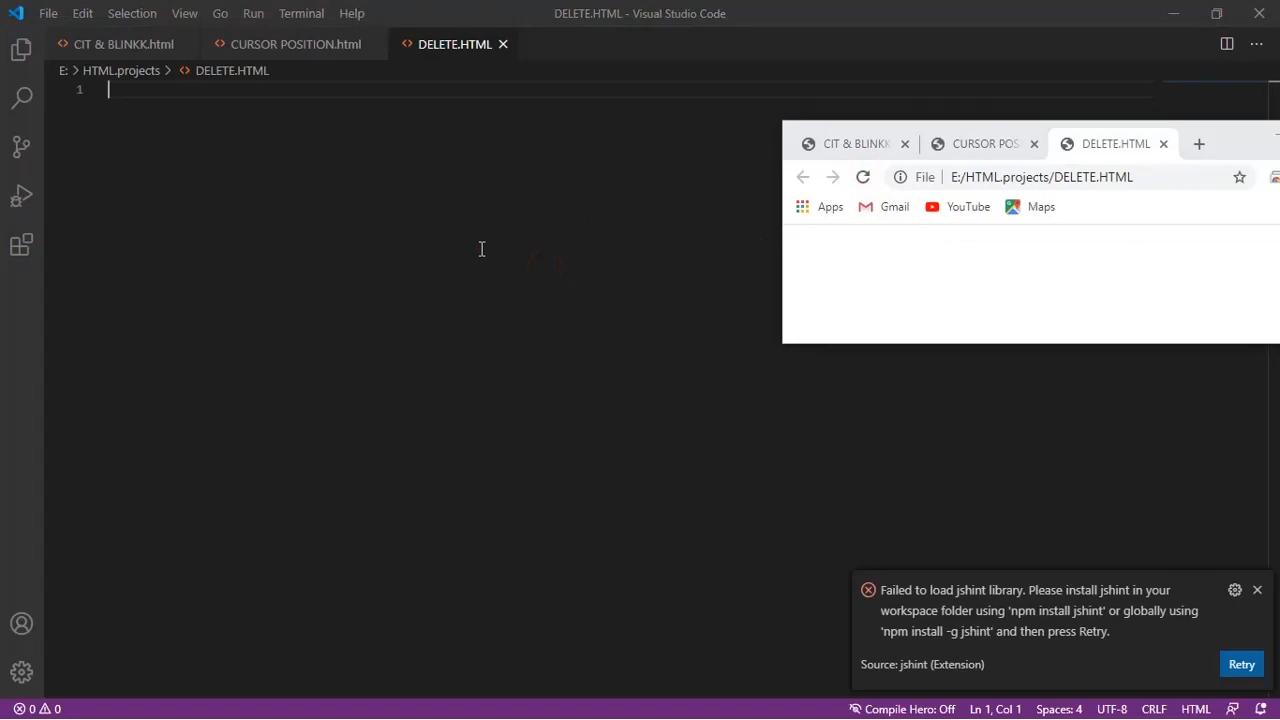 File Edit Selection View Go Run Terminal Help DELETE.HTML - Visual Studio Code
CIT & BLINKK.html CURSOR POSITION.html DELETE.HTML
E: > HTML.projects > DELETE.HTML
1
CIT & BLINKK CURSOR POS DELETE.HTML
File E:/HTML.projects/DELETE.HTML
Apps Gmail YouTube Maps
Failed to load jshint library. Please install jshint in your
workspace folder using 'npm install jshint' or globally using
'npm install -g jshint' and then press Retry.
Source: jshint (Extension) Retry
0 0 Compile Hero: Off Ln 1, Col 1 Spaces: 4 UTF-8 CRLF HTML